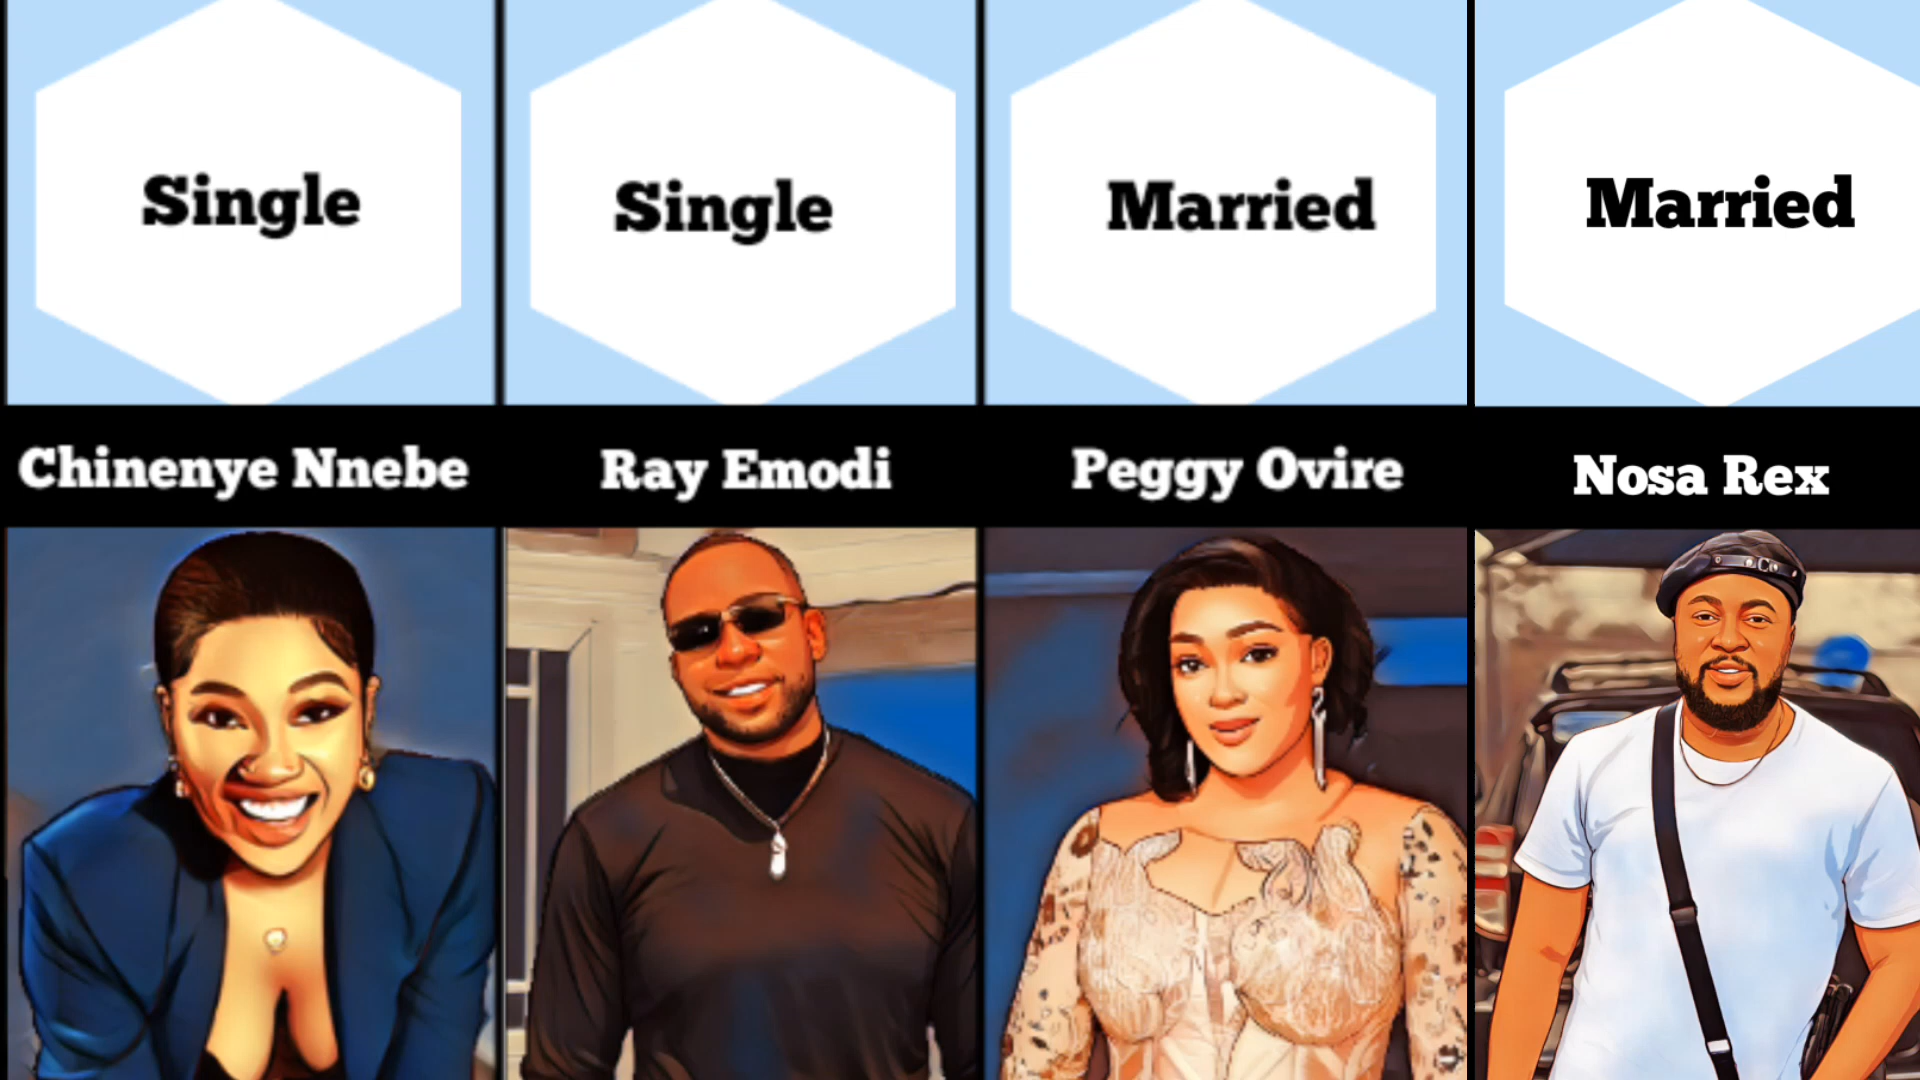 Single
Single
Married
Married
Chinenye Nnebe
Ray Emodi
Peggy Ovire
Nosa Rex